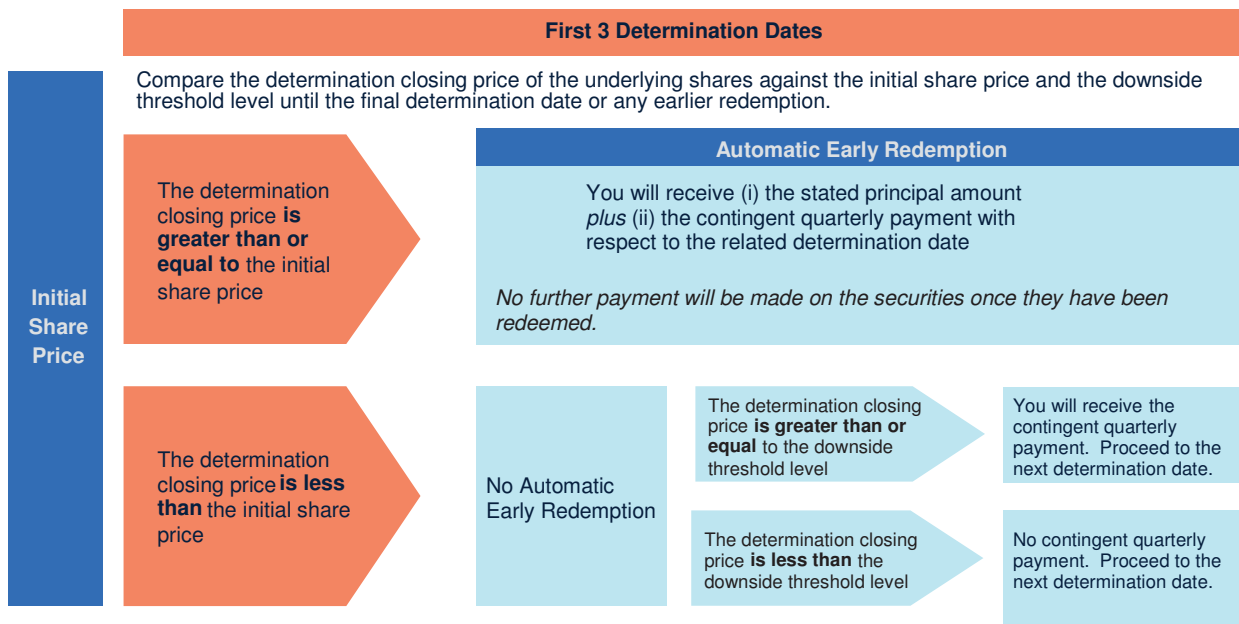 First 3 Determination Dates
Compare the determination closing price of the underlying shares against the initial share price and the downside
threshold level until the final determination date or any earlier redemption.
Initial
Share
Price
The determination
closing price is
greater than or
equal to the initial
share price
Automatic Early Redemption
You will receive (i) the stated principal amount
plus (ii) the contingent quarterly payment with
respect to the related determination date
No further payment will be made on the securities once they have been
redeemed.
The determination
closing price is less
than the initial share
price
No Automatic
Early Redemption
The determination closing
price is greater than or
equal to the downside
threshold level
You will receive the
contingent quarterly
payment.  Proceed to the
next determination date.
The determination closing
price is less than the
downside threshold level
No contingent quarterly
payment.  Proceed to the
next determination date.